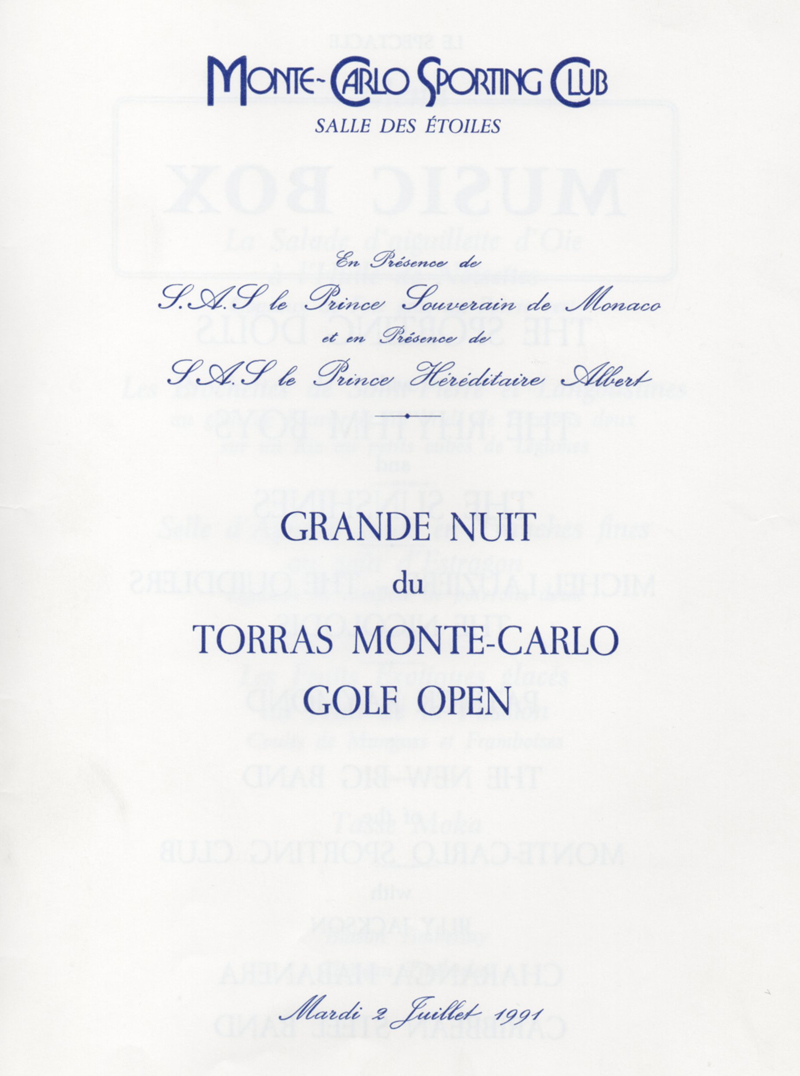 MONTE-CARLO SPORTING CLUB
SALLE DES ÉTOILES
En Présence de
S.A.S le Prince Souverain de Monaco
et en Présence de
S.A.S le Prince Héréditaire Albert
GRANDE NUIT
du
TORRAS MONTE-CARLO
GOLF OPEN
Mardi 2 Juillet 1991